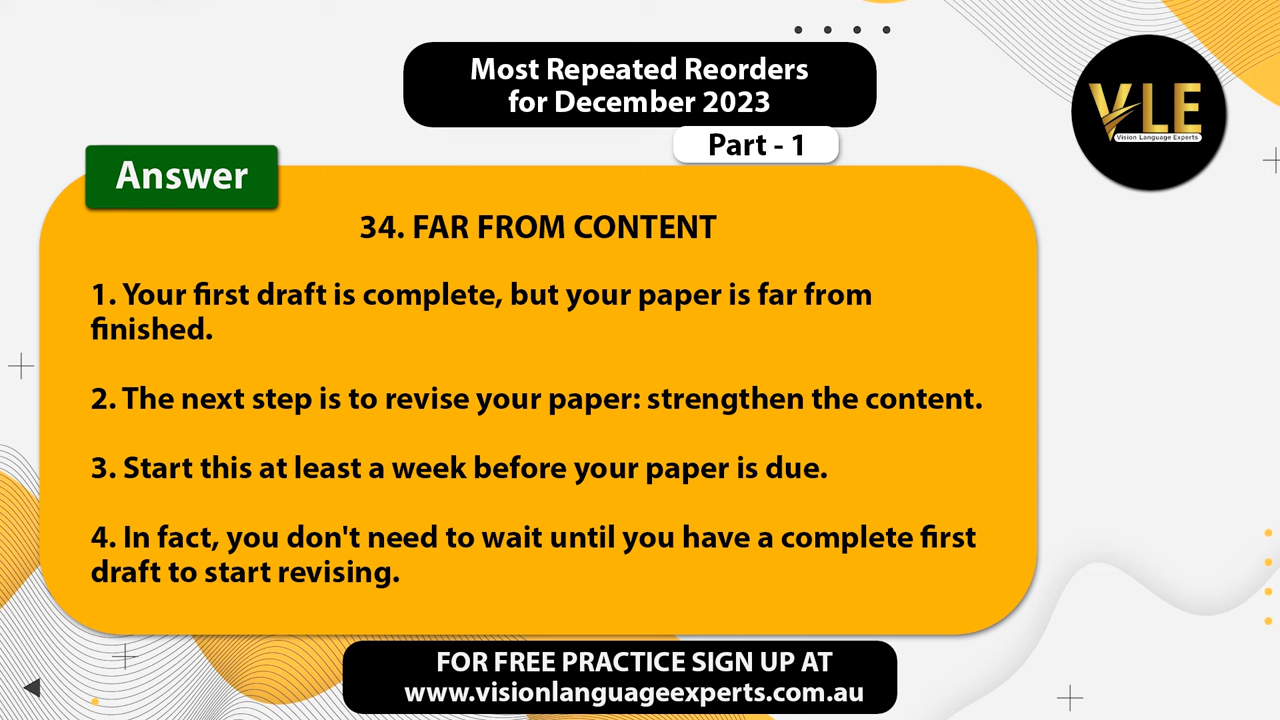 Most Repeated Reorders
for December 2023
Part - 1
VLE
Vision Language Experts
Answer
34. FAR FROM CONTENT
1. Your first draft is complete, but your paper is far from
finished.
2. The next step is to revise your paper: strengthen the content.
3. Start this at least a week before your paper is due.
4. In fact, you don't need to wait until you have a complete first
draft to start revising.
FOR FREE PRACTICE SIGN UP AT
www.visionlanguageexperts.com.au